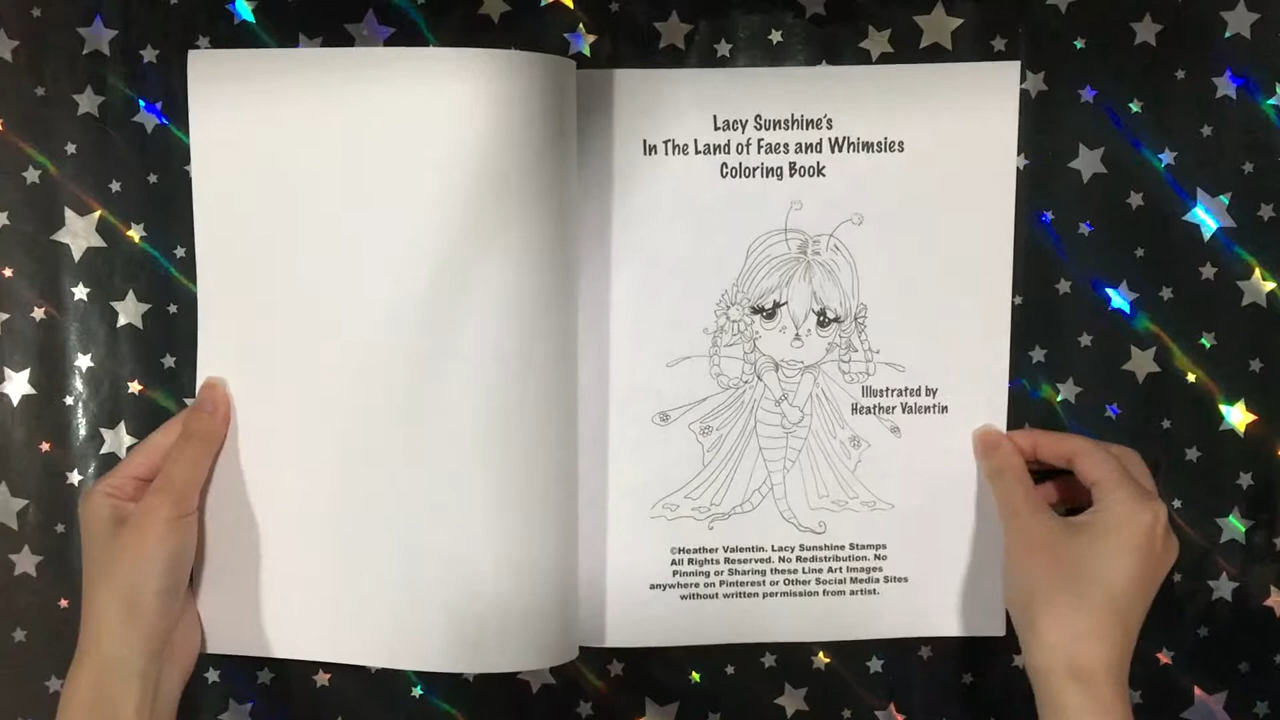 Lacy Sunshine's
In The Land of Faes and Whimsies
Coloring Book
Illustrated by
Heather Valentin
©Heather Valentin. Lacy Sunshine Stamps
All Rights Reserved. No Redistribution. No
Pinning or Sharing these Line Art Images
anywhere on Pinterest or Other Social Media Sites
without written permission from artist.